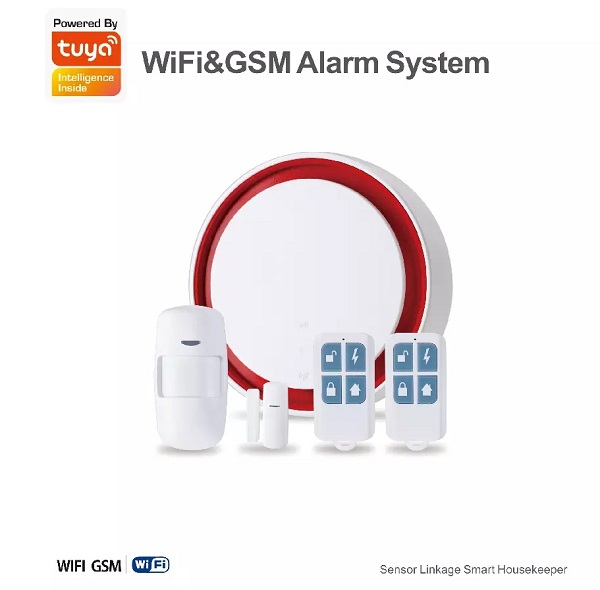 Powered By
tuya
Intelligence
Inside
WiFi&GSM Alarm System
WIFI GSM WiFi
Sensor Linkage Smart Housekeeper